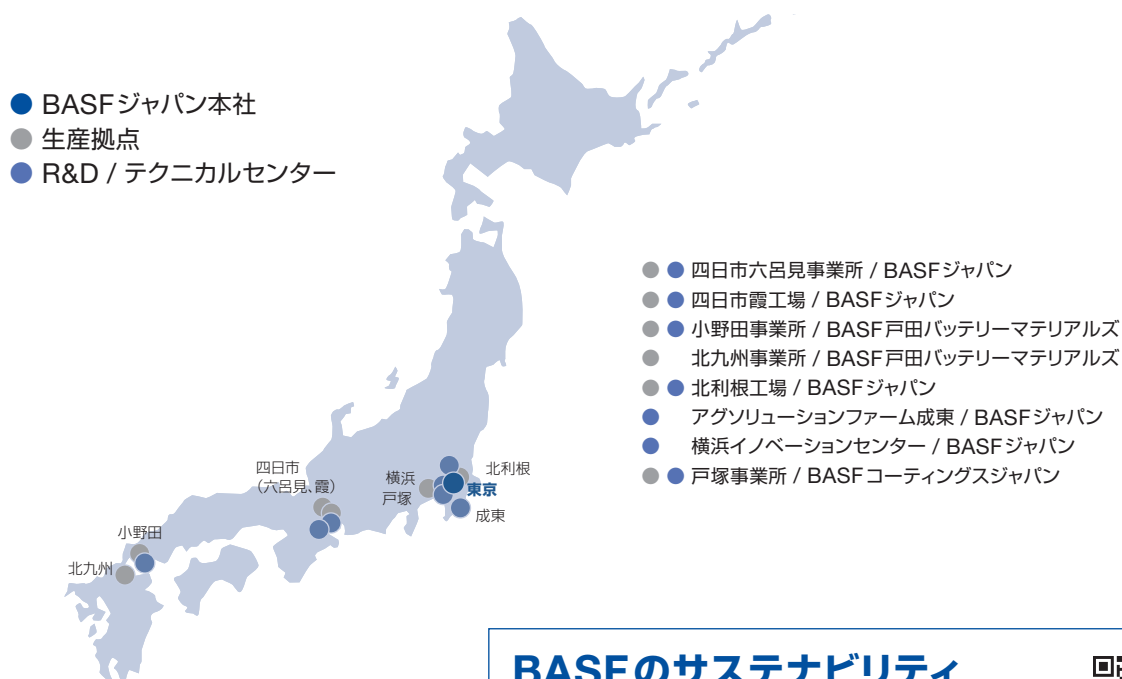 BASFジャパン本社
生産拠点
R&D / テクニカルセンター
四日市六呂見事業所 / BASFジャパン
四日市霞工場 / BASFジャパン
小野田事業所 / BASF戸田バッテリーマテリアルズ
北九州事業所 / BASF戸田バッテリーマテリアルズ
北利根工場 / BASFジャパン
アグソリューションファーム成東 / BASFジャパン
横浜イノベーションセンター / BASFジャパン
戸塚事業所 / BASFコーティングスジャパン
四日市
（六呂見、霞）
横浜
戸塚
北利根
東京
成東
小野田
北九州
BASFのサステナビリティ